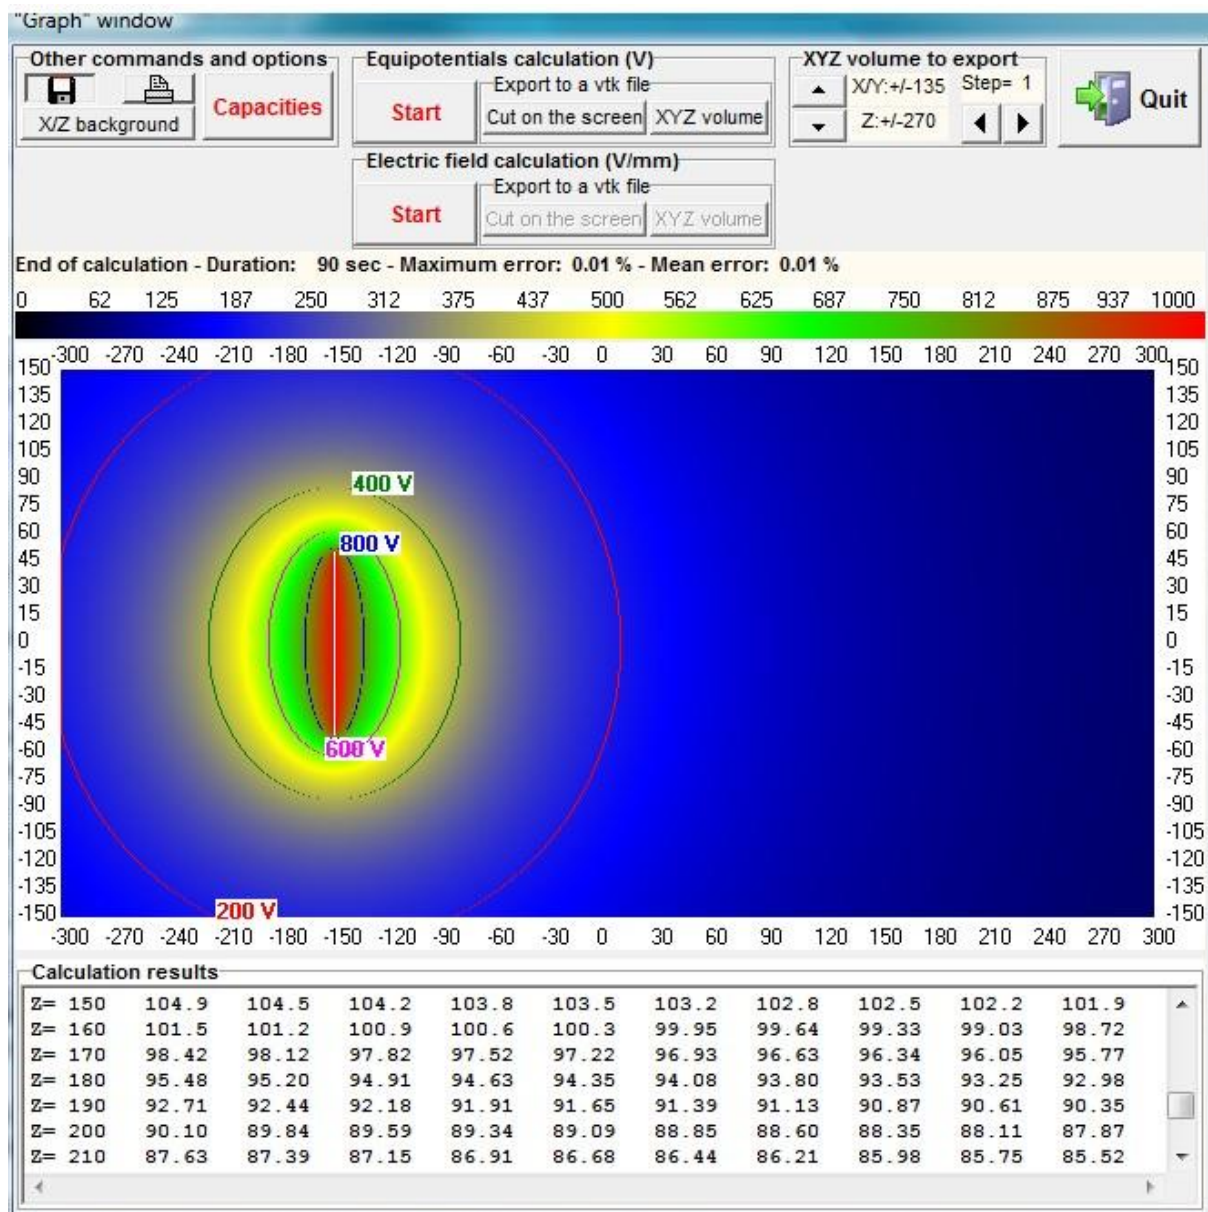 "Graph" window
Other commands and options
X/Z background
Capacities
Equipotentials calculation (V)
Start
Export to a vtk file
Cut on the screen XYZ volume
XYZ volume to export
X/Y:+/-135 Step= 1
Z:+/-270
Quit
Electric field calculation (V/mm)
Start
Export to a vtk file
Cut on the screen XYZ volume
End of calculation - Duration: 90 sec - Maximum error: 0.01 % - Mean error: 0.01 %
0 62 125 187 250 312 375 437 500 562 625 687 750 812 875 937 1000
-300 -270 -240 -210 -180 -150 -120 -90 -60 -30 0 30 60 90 120 150 180 210 240 270 300
150 150
135 135
120 120
105 105
90 90
400 V
75 75
60 60
800 V
45 45
30 30
15 15
0 0
-15 -15
-30 -30
-45 -45
-60 600 V -60
-75 -75
-90 -90
-105 -105
-120 -120
-135 -135
-150 200 V -150
-300 -270 -240 -210 -180 -150 -120 -90 -60 -30 0 30 60 90 120 150 180 210 240 270 300
Calculation results
Z= 150 104.9 104.5 104.2 103.8 103.5 103.2 102.8 102.5 102.2 101.9
Z= 160 101.5 101.2 100.9 100.6 100.3 99.95 99.64 99.33 99.03 98.72
Z= 170 98.42 98.12 97.82 97.52 97.22 96.93 96.63 96.34 96.05 95.77
Z= 180 95.48 95.20 94.91 94.63 94.35 94.08 93.80 93.53 93.25 92.98
Z= 190 92.71 92.44 92.18 91.91 91.65 91.39 91.13 90.87 90.61 90.35
Z= 200 90.10 89.84 89.59 89.34 89.09 88.85 88.60 88.35 88.11 87.87
Z= 210 87.63 87.39 87.15 86.91 86.68 86.44 86.21 85.98 85.75 85.52